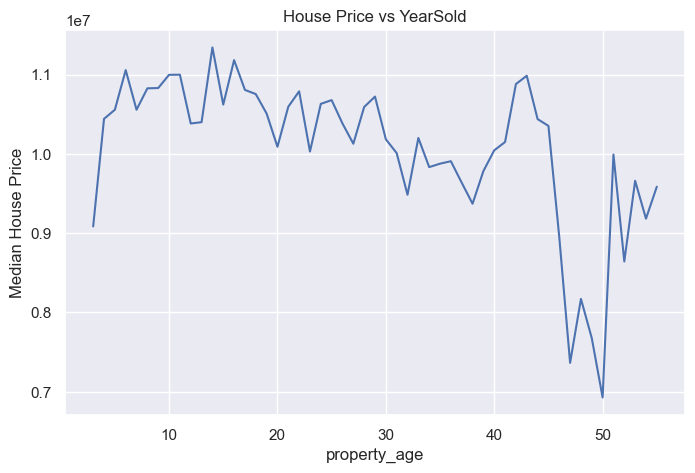 House Price vs YearSold
1e7
1.1
1.0
0.9
0.8
0.7
Median House Price
10 20 30 40 50
property_age